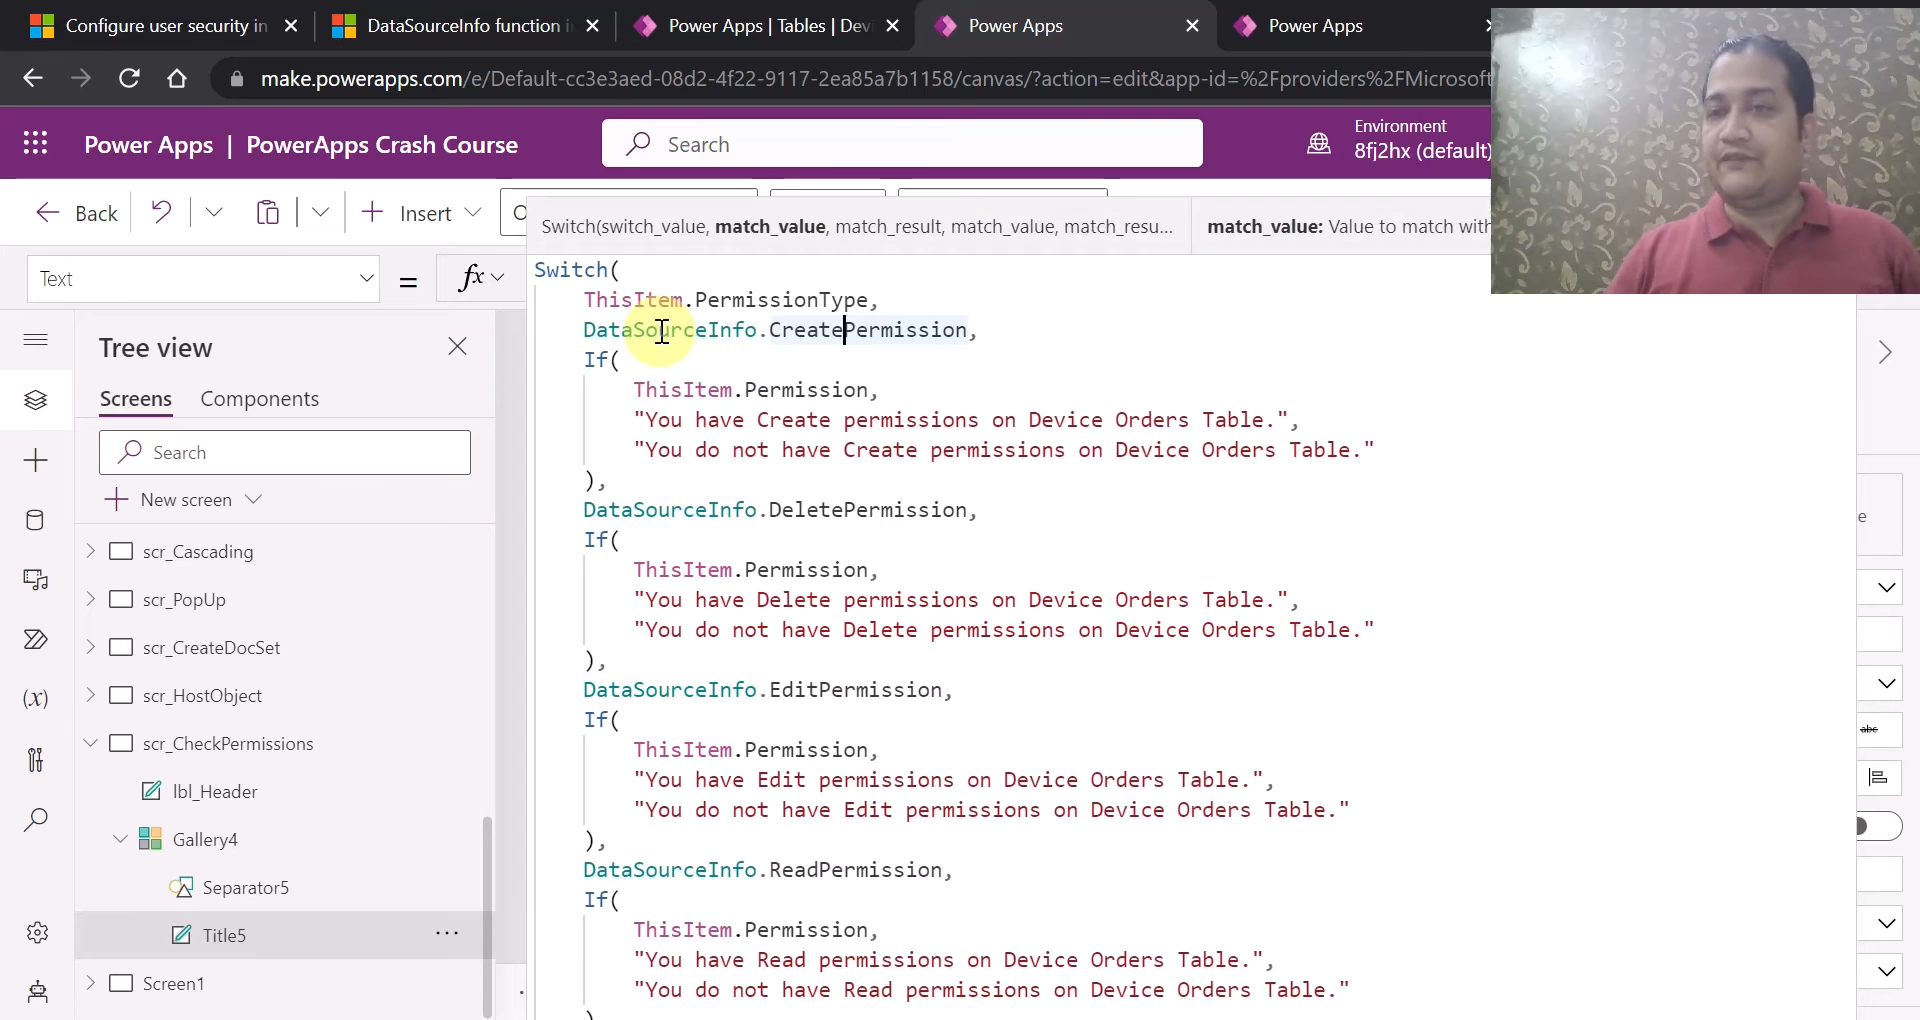 Configure user security in
DataSourceInfo function i
Power Apps | Tables | Devi
Power Apps
Power Apps
make.powerapps.com/e/Default-cc3e3aed-08d2-4f22-9117-2ea85a7b1158/canvas/?action=edit&app-id=%2Fproviders%2FMicrosoft
Power Apps | PowerApps Crash Course
Search
Environment
8fj2hx (default)
Back
Insert
Switch(switch_value, match_value, match_result, match_value, match_resu...
match_value: Value to match with
Text
=
fx
Switch(
ThisItem.PermissionType,
DataSourceInfo.CreatePermission,
If(
ThisItem.Permission,
"You have Create permissions on Device Orders Table.",
"You do not have Create permissions on Device Orders Table."
),
DataSourceInfo.DeletePermission,
If(
ThisItem.Permission,
"You have Delete permissions on Device Orders Table.",
"You do not have Delete permissions on Device Orders Table."
),
DataSourceInfo.EditPermission,
If(
ThisItem.Permission,
"You have Edit permissions on Device Orders Table.",
"You do not have Edit permissions on Device Orders Table."
),
DataSourceInfo.ReadPermission,
If(
ThisItem.Permission,
"You have Read permissions on Device Orders Table.",
"You do not have Read permissions on Device Orders Table."
)
Tree view
Screens
Components
Search
New screen
scr_Cascading
scr_PopUp
scr_CreateDocSet
scr_HostObject
scr_CheckPermissions
lbl_Header
Gallery4
Separator5
Title5
...
Screen1
(x)
e
abc